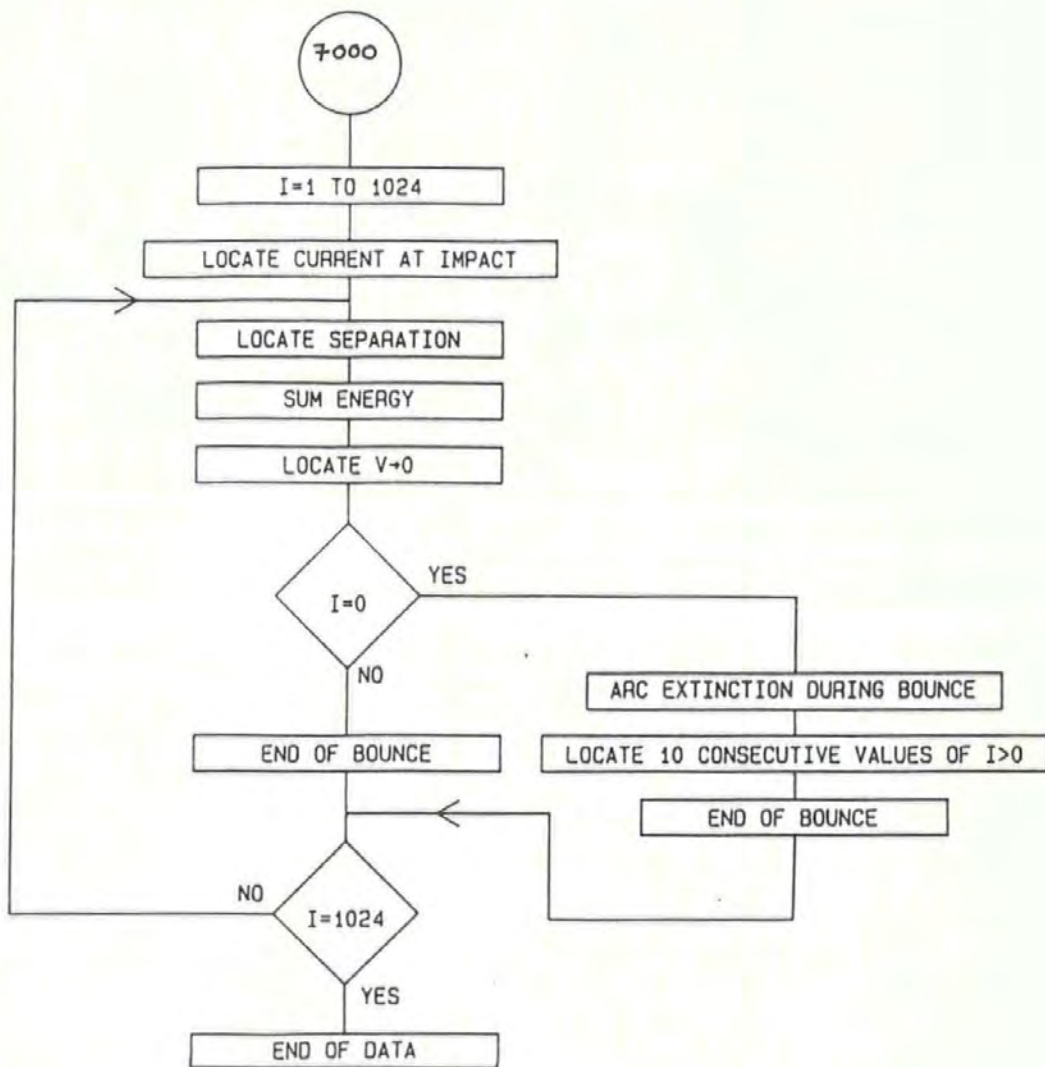 7000
I=1 TO 1024
LOCATE CURRENT AT IMPACT
LOCATE SEPARATION
SUM ENERGY
LOCATE V→0
I=0
YES
NO
ARC EXTINCTION DURING BOUNCE
LOCATE 10 CONSECUTIVE VALUES OF I>0
END OF BOUNCE
END OF BOUNCE
I=1024
NO
YES
END OF DATA